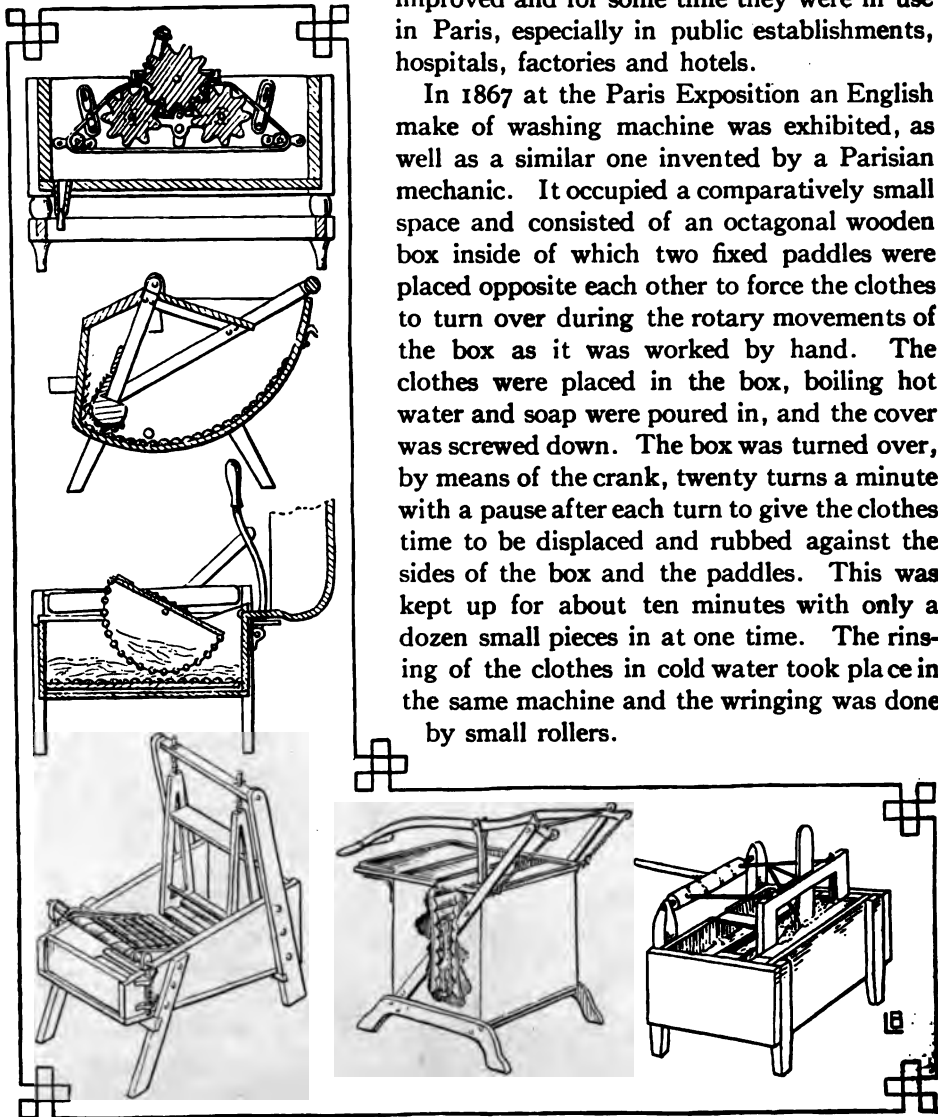 improved and for some time they were in use
in Paris, especially in public establishments,
hospitals, factories and hotels.
In 1867 at the Paris Exposition an English
make of washing machine was exhibited, as
well as a similar one invented by a Parisian
mechanic. It occupied a comparatively small
space and consisted of an octagonal wooden
box inside of which two fixed paddles were
placed opposite each other to force the clothes
to turn over during the rotary movements of
the box as it was worked by hand. The
clothes were placed in the box, boiling hot
water and soap were poured in, and the cover
was screwed down. The box was turned over,
by means of the crank, twenty turns a minute
with a pause after each turn to give the clothes
time to be displaced and rubbed against the
sides of the box and the paddles. This was
kept up for about ten minutes with only a
dozen small pieces in at one time. The rins-
ing of the clothes in cold water took place in
the same machine and the wringing was done
by small rollers.